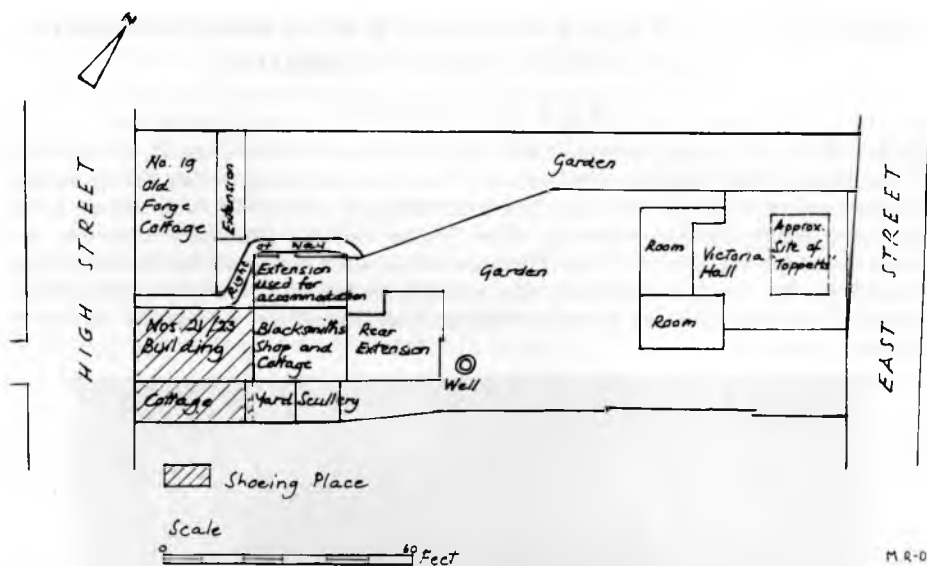 N
HIGH STREET
No. 19
Old
Forge
Cottage
Extension
Right
of Way
Extension
used for
accommodation
Garden
Garden
Nos. 21/23
Building
Blacksmiths
Shop and
Cottage
Rear
Extension
Well
Cottage
Yard
Scullery
Room
Room
Victoria
Hall
Approx.
Site of
"Toppetts"
EAST STREET
Shoeing Place
Scale
0 60 Feet